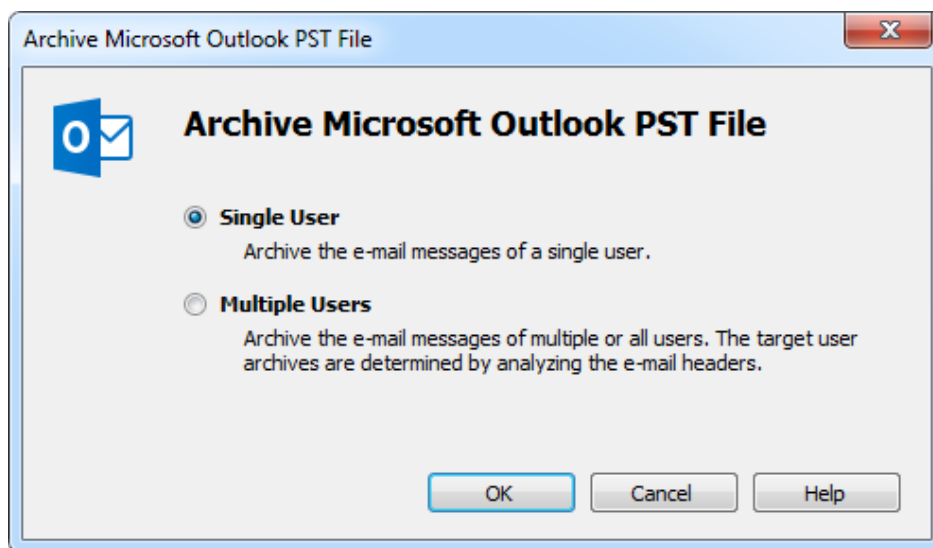 Archive Microsoft Outlook PST File
Archive Microsoft Outlook PST File
Single User
Archive the e-mail messages of a single user.
Multiple Users
Archive the e-mail messages of multiple or all users. The target user
archives are determined by analyzing the e-mail headers.
OK Cancel Help